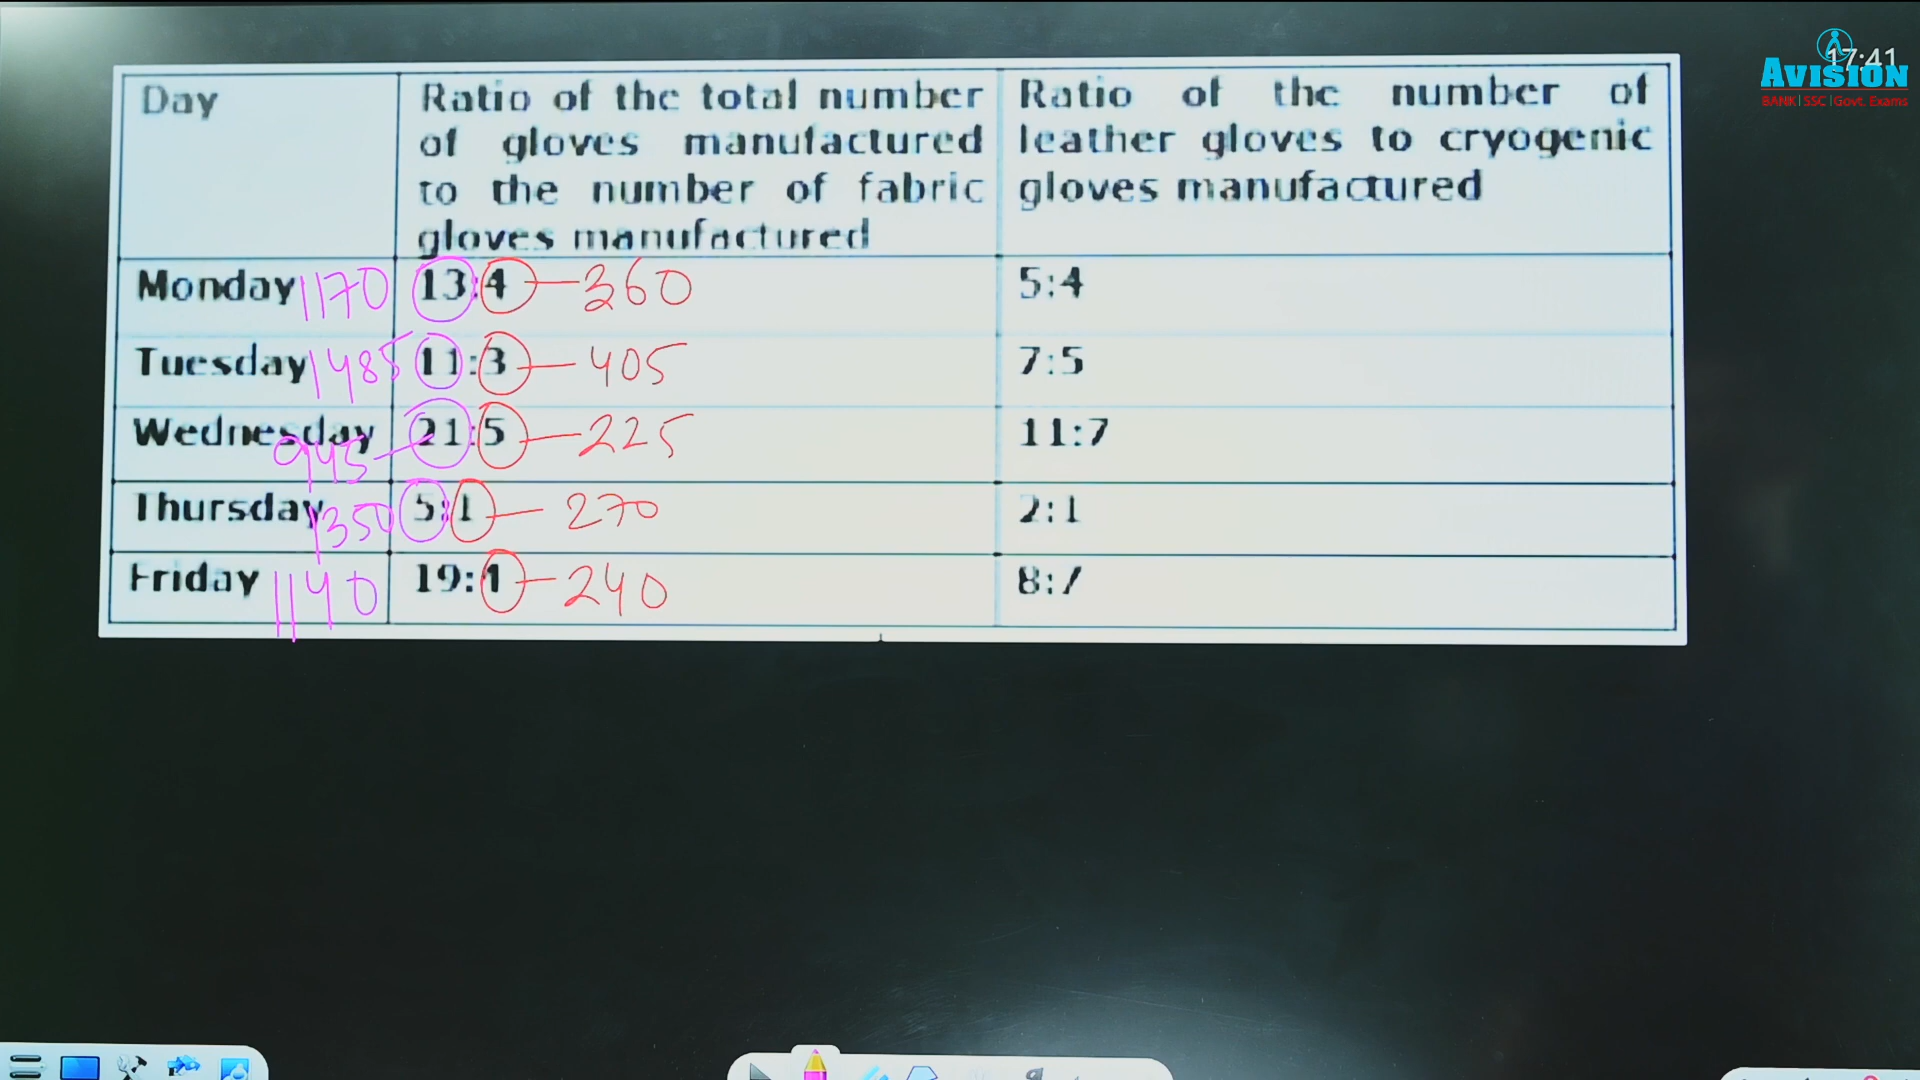 17:41
AVISION
BANK | SSC | Govt. Exams
Day
Ratio of the total number
of gloves manufactured
to the number of fabric
gloves manufactured
Ratio of the number of
leather gloves to cryogenic
gloves manufactured
Monday 1170 13:4 — 360 5:4
Tuesday 1485 11:3 — 405 7:5
Wednesday 945 — 21:5 — 225 11:7
Thursday 1350 5:1 — 270 2:1
Friday 1140 19:4 — 240 8:7